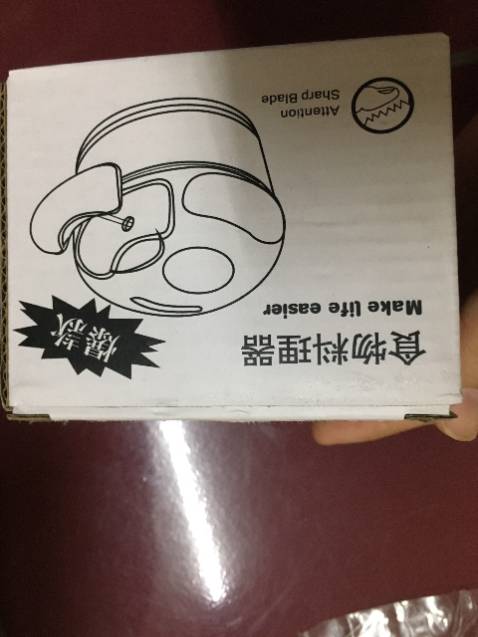 食物料理器
Make life easier
爆款
Attention
Sharp Blade